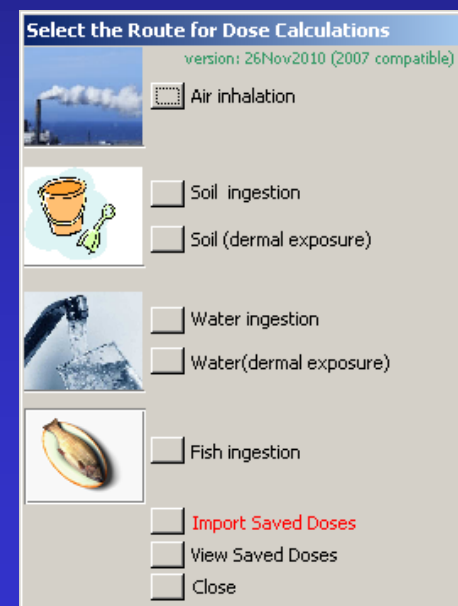 Select the Route for Dose Calculations
version: 26Nov2010 (2007 compatible)
Air inhalation
Soil ingestion
Soil (dermal exposure)
Water ingestion
Water(dermal exposure)
Fish ingestion
Import Saved Doses
View Saved Doses
Close